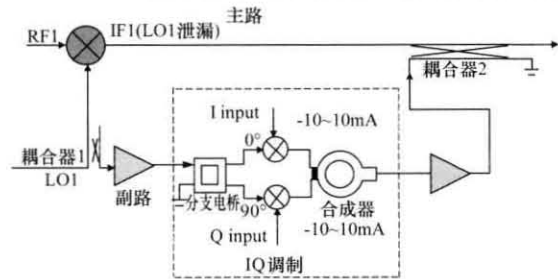 主路
RF1
IF1(LO1泄漏)
耦合器2
I input
-10~10mA
0°
耦合器1
LO1
副路
分支电桥
90°
合成器
-10~10mA
Q input
IQ调制